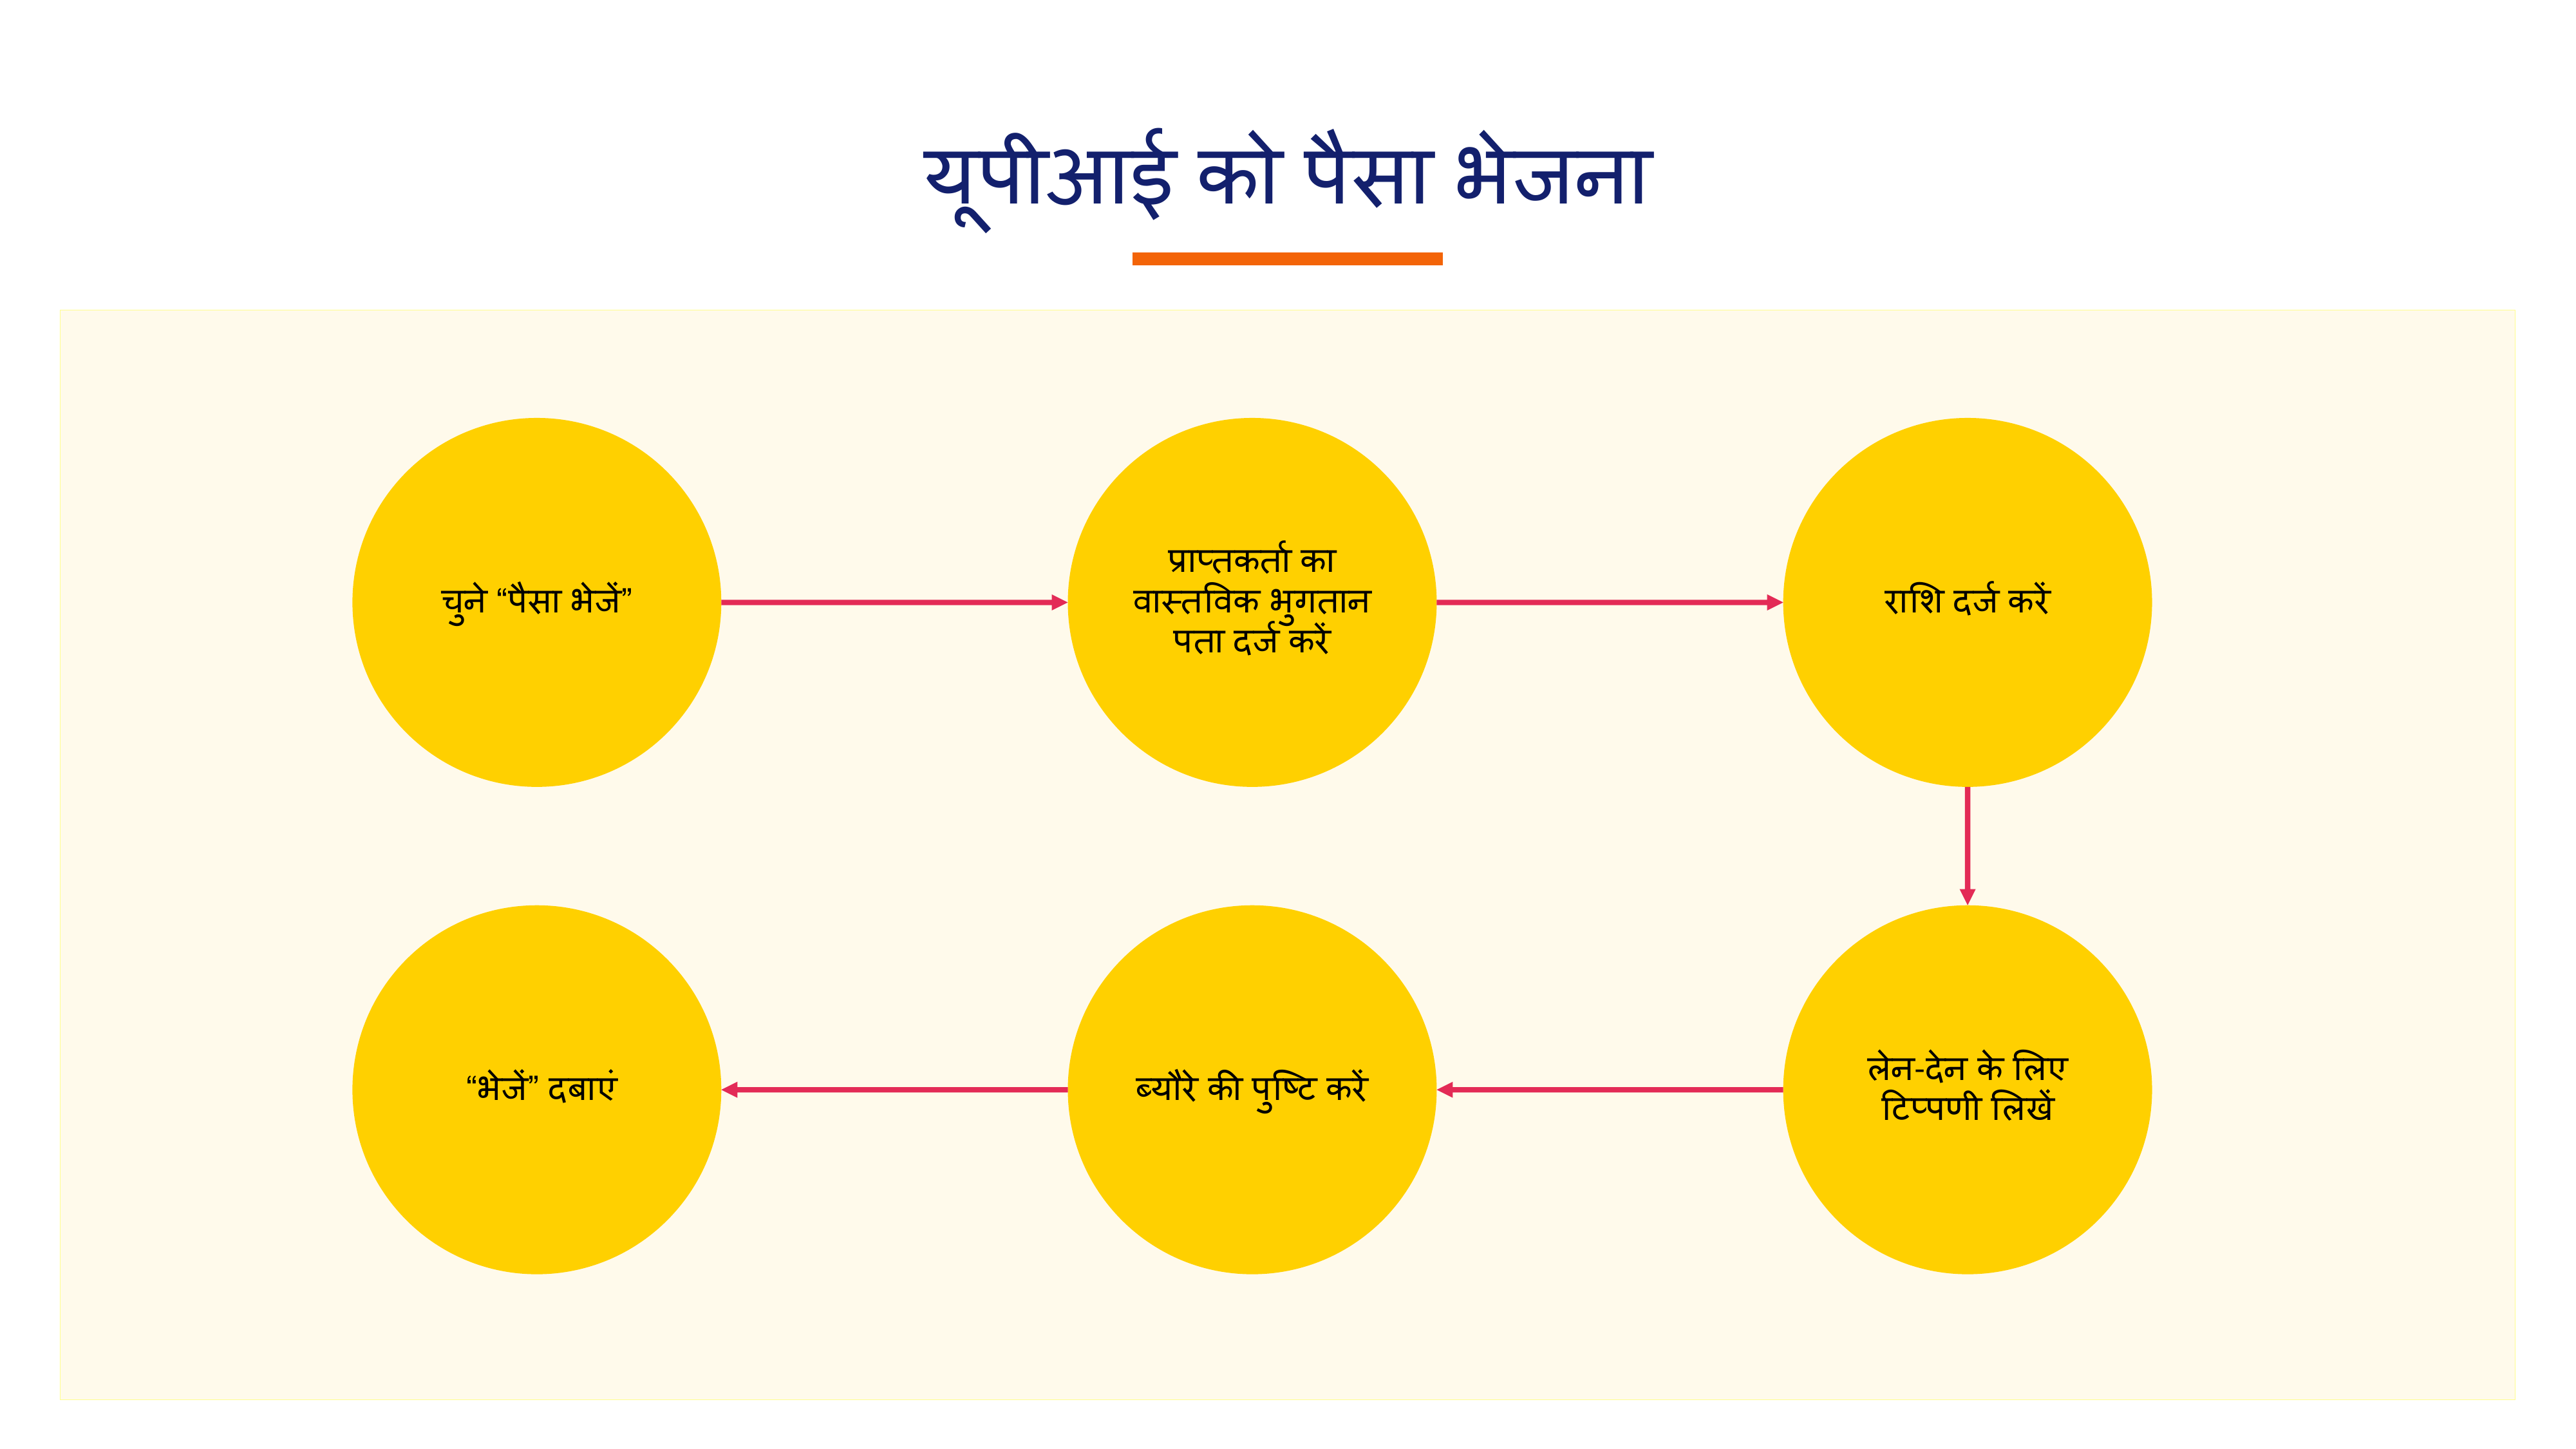 यूपीआई को पैसा भेजना
चुने “पैसा भेजें”
प्राप्तकर्ता का
वास्तविक भुगतान
पता दर्ज करें
राशि दर्ज करें
लेन-देन के लिए
टिप्पणी लिखें
ब्यौरे की पुष्टि करें
“भेजें” दबाएं